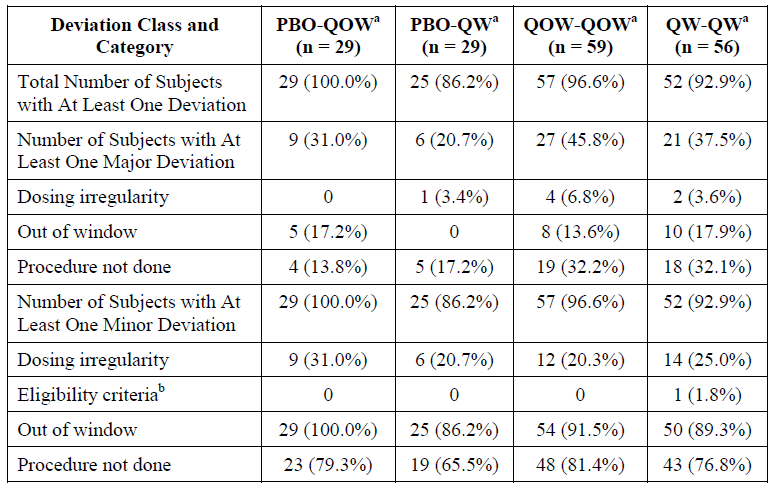 Deviation Class and Category PBO-QOWᵃ (n = 29) PBO-QWᵃ (n = 29) QOW-QOWᵃ (n = 59) QW-QWᵃ (n = 56)
Total Number of Subjects with At Least One Deviation 29 (100.0%) 25 (86.2%) 57 (96.6%) 52 (92.9%)
Number of Subjects with At Least One Major Deviation 9 (31.0%) 6 (20.7%) 27 (45.8%) 21 (37.5%)
Dosing irregularity 0 1 (3.4%) 4 (6.8%) 2 (3.6%)
Out of window 5 (17.2%) 0 8 (13.6%) 10 (17.9%)
Procedure not done 4 (13.8%) 5 (17.2%) 19 (32.2%) 18 (32.1%)
Number of Subjects with At Least One Minor Deviation 29 (100.0%) 25 (86.2%) 57 (96.6%) 52 (92.9%)
Dosing irregularity 9 (31.0%) 6 (20.7%) 12 (20.3%) 14 (25.0%)
Eligibility criteriaᵇ 0 0 0 1 (1.8%)
Out of window 29 (100.0%) 25 (86.2%) 54 (91.5%) 50 (89.3%)
Procedure not done 23 (79.3%) 19 (65.5%) 48 (81.4%) 43 (76.8%)